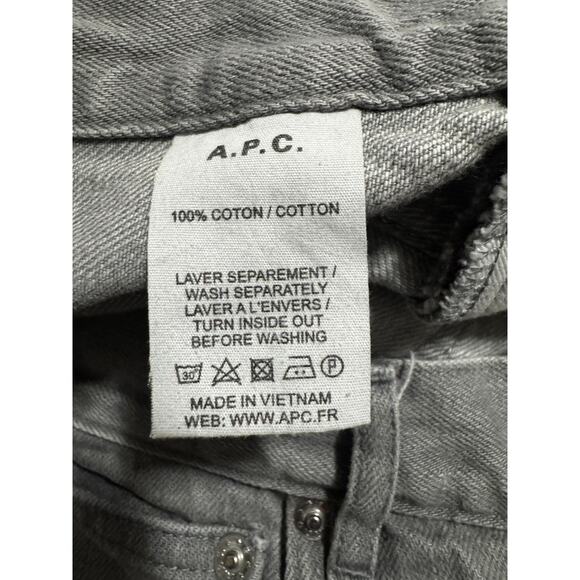 A.P.C.
100% COTON / COTTON
LAVER SEPAREMENT /
WASH SEPARATELY
LAVER A L'ENVERS /
TURN INSIDE OUT
BEFORE WASHING
30° P
MADE IN VIETNAM
WEB: WWW.APC.FR